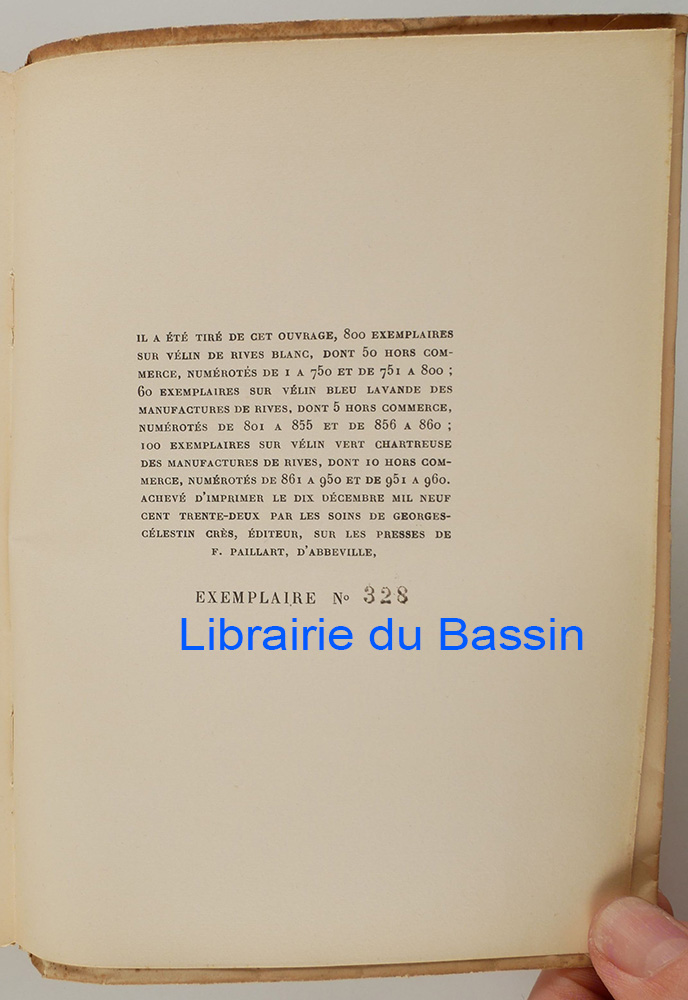 IL A ÉTÉ TIRÉ DE CET OUVRAGE, 800 EXEMPLAIRES
SUR VÉLIN DE RIVES BLANC, DONT 50 HORS COM-
MERCE, NUMÉROTÉS DE 1 A 750 ET DE 751 A 800 ;
60 EXEMPLAIRES SUR VÉLIN BLEU LAVANDE DES
MANUFACTURES DE RIVES, DONT 5 HORS COMMERCE,
NUMÉROTÉS DE 801 A 855 ET DE 856 A 860 ;
100 EXEMPLAIRES SUR VÉLIN VERT CHARTREUSE
DES MANUFACTURES DE RIVES, DONT 10 HORS COM-
MERCE, NUMÉROTÉS DE 861 A 950 ET DE 951 A 960.
ACHEVÉ D'IMPRIMER LE DIX DÉCEMBRE MIL NEUF
CENT TRENTE-DEUX PAR LES SOINS DE GEORGES-
CÉLESTIN CRÈS, ÉDITEUR, SUR LES PRESSES DE
F. PAILLART, D'ABBEVILLE,
EXEMPLAIRE No 328
Librairie du Bassin